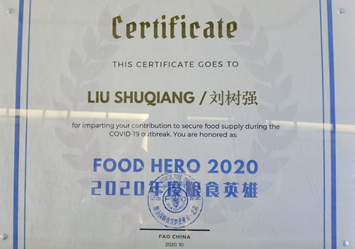 Certificate
THIS CERTIFICATE GOES TO
LIU SHUQIANG / 刘树强
for imparting your contribution to secure food supply during the
COVID-19 outbreak. You are honored as:
FOOD HERO 2020
2020年度粮食英雄
FAO CHINA
2020, 10